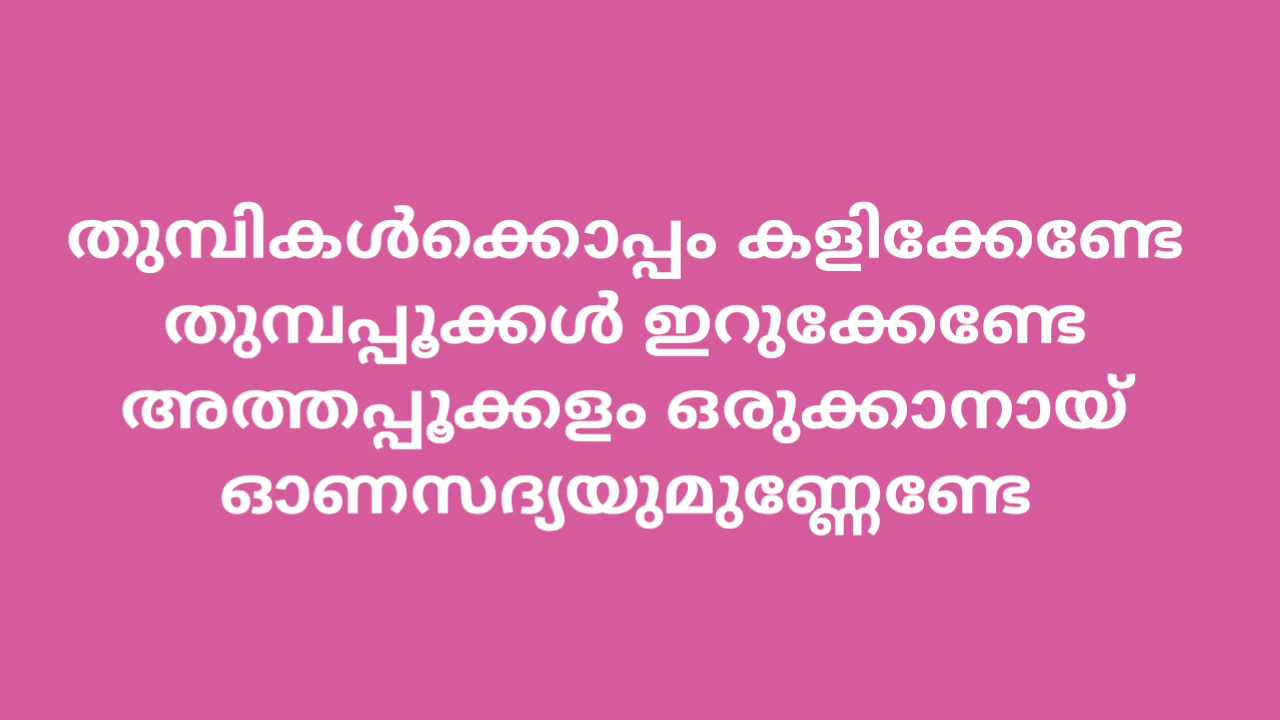 തുമ്പികൾക്കൊപ്പം കളിക്കേണ്ടേ
തുമ്പപ്പൂക്കൾ ഇറുക്കേണ്ടേ
അത്തപ്പൂക്കളം ഒരുക്കാനായ്
ഓണസദ്യയുമുണ്ണേണ്ടേ